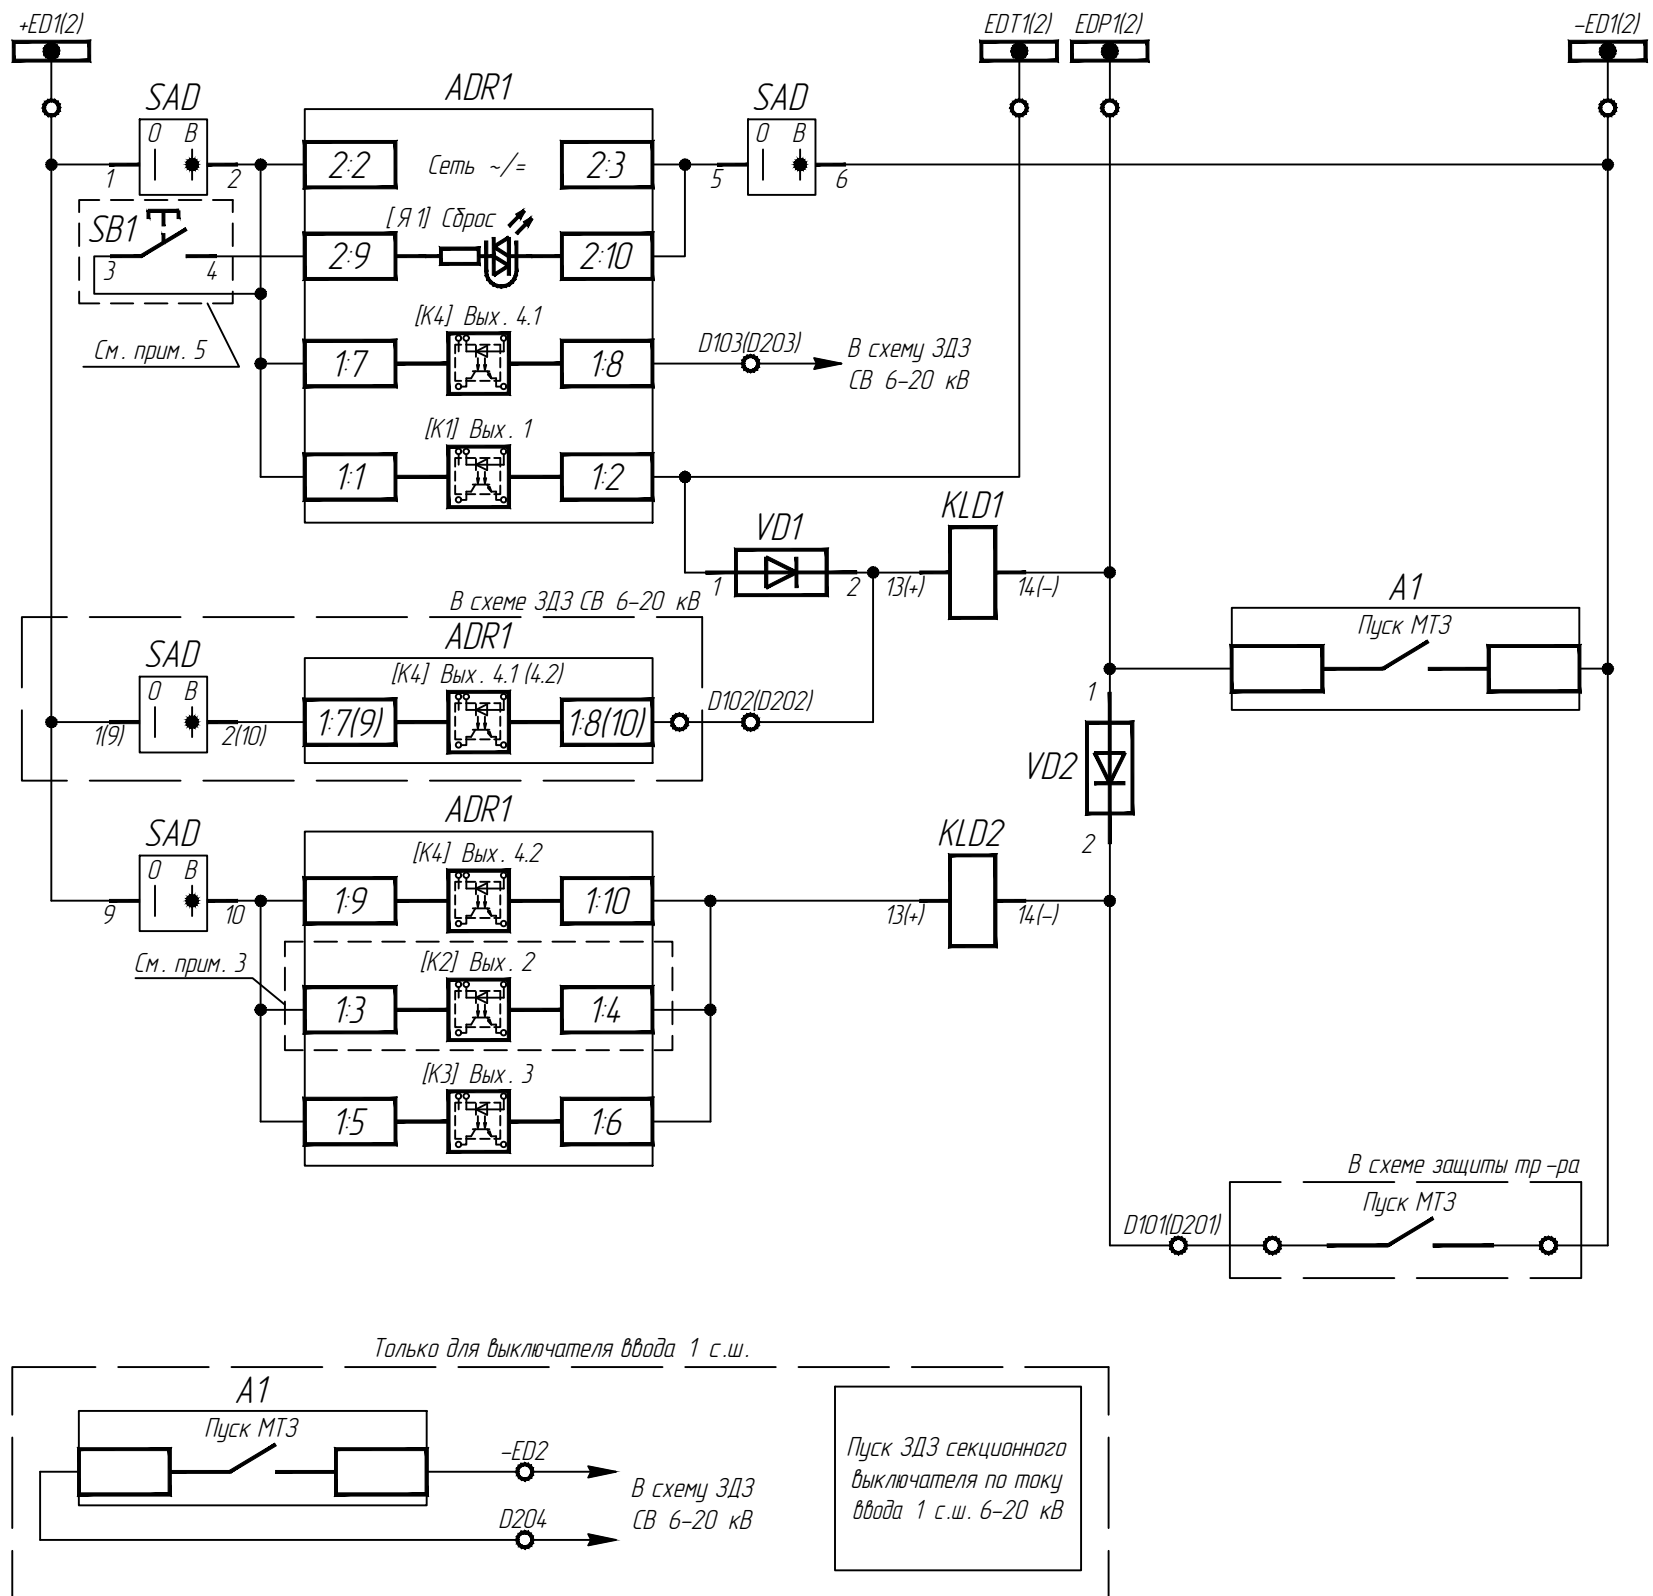 +ED1(2)
EDT1(2)
EDP1(2)
-ED1(2)
SAD
ADR1
SAD
О В
1
2
2:2
Сеть ~/=
2:3
О В
5
6
SB1
3
4
[Я1] Сброс
2:9
2:10
См. прим. 5
[К4] Вых. 4.1
1:7
1:8
D103(D203)
В схему ЗДЗ
СВ 6-20 кВ
[К1] Вых. 1
1:1
1:2
VD1
1
2
KLD1
13(+)
14(-)
A1
Пуск МТЗ
В схеме ЗДЗ СВ 6-20 кВ
SAD
ADR1
О В
1(9)
2(10)
[К4] Вых. 4.1 (4.2)
1:7(9)
1:8(10)
D102(D202)
1
VD2
2
SAD
ADR1
О В
9
10
[К4] Вых. 4.2
1:9
1:10
KLD2
13(+)
14(-)
См. прим. 3
[К2] Вых. 2
1:3
1:4
[К3] Вых. 3
1:5
1:6
В схеме защиты тр-ра
Пуск МТЗ
D101(D201)
Только для выключателя ввода 1 с.ш.
A1
Пуск МТЗ
-ED2
D204
В схему ЗДЗ
СВ 6-20 кВ
Пуск ЗДЗ секционного
выключателя по току
ввода 1 с.ш. 6-20 кВ